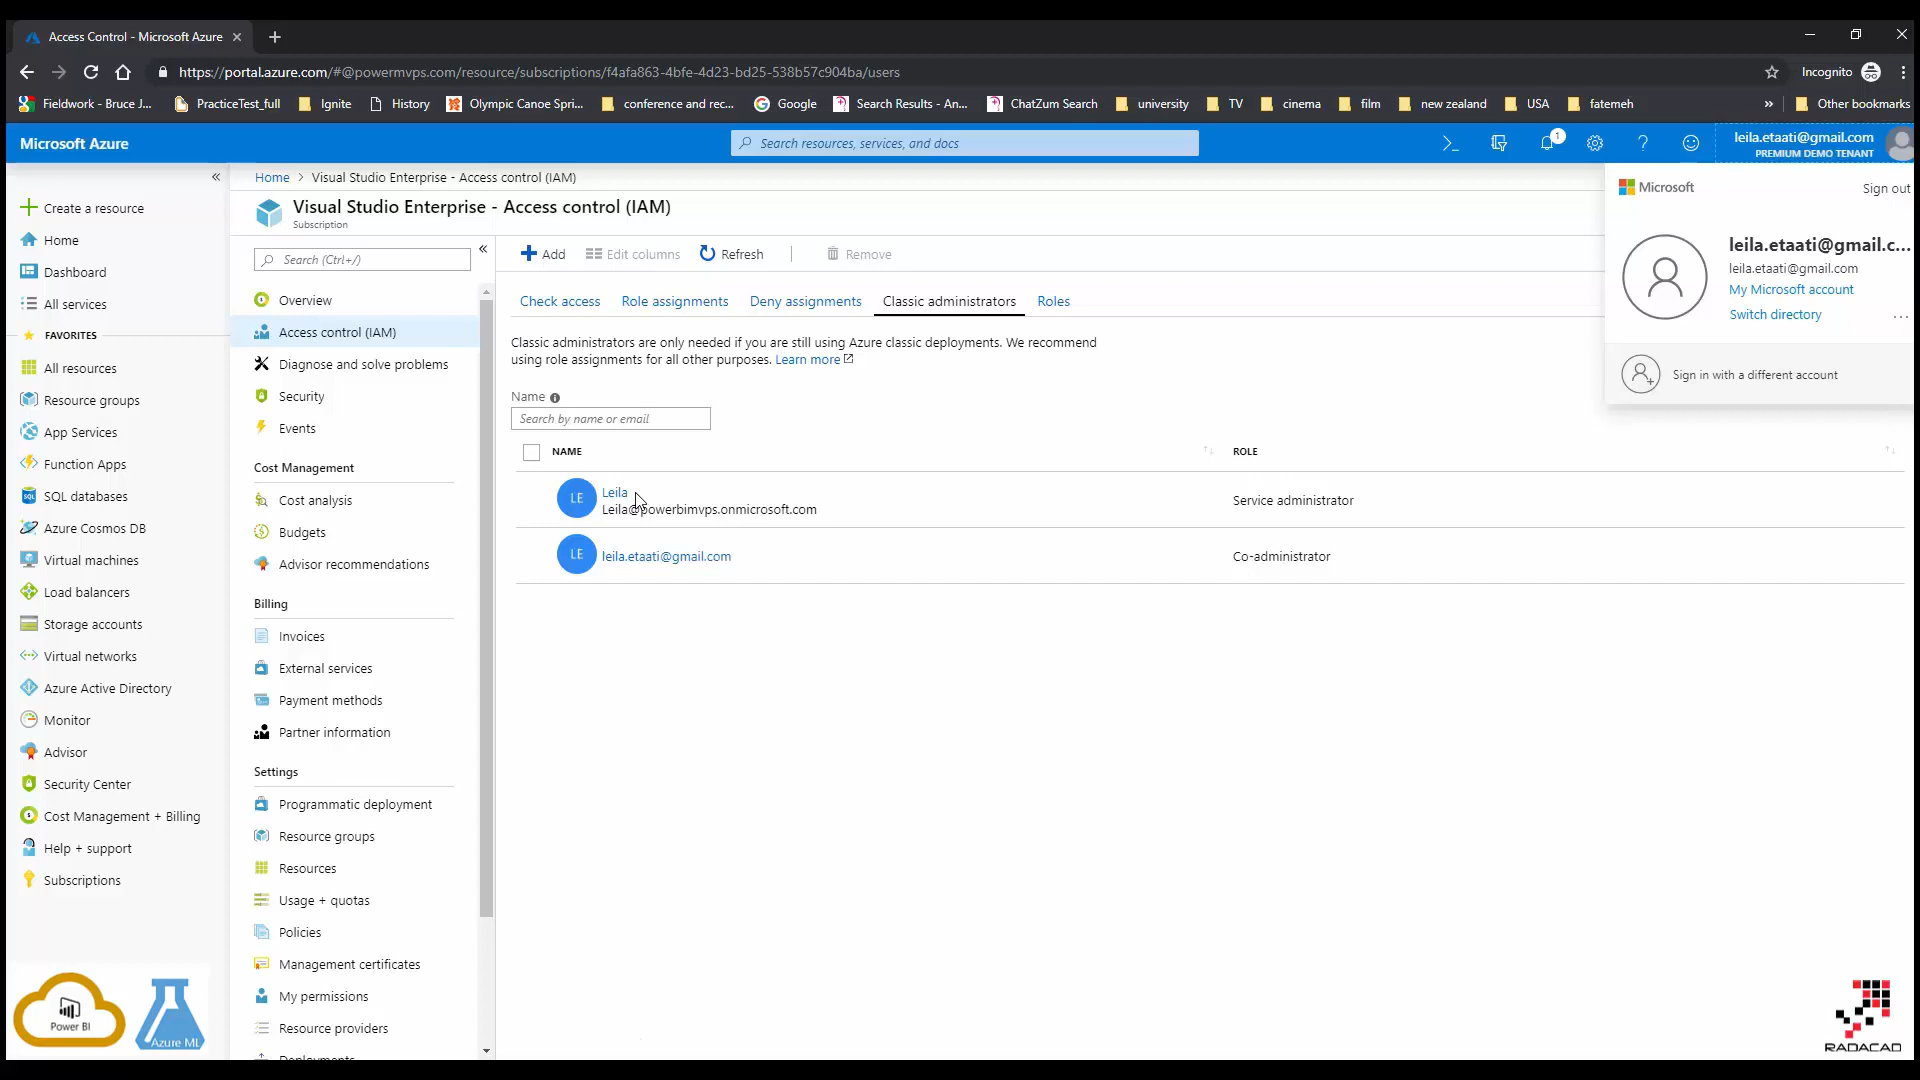 Access Control - Microsoft Azure
https://portal.azure.com/#@powermvps.com/resource/subscriptions/f4afa863-4bfe-4d23-bd25-538b57c904ba/users
Incognito
Fieldwork - Bruce J...
PracticeTest_full
Ignite
History
Olympic Canoe Spri...
conference and rec...
Google
Search Results - An...
ChatZum Search
university
TV
cinema
film
new zealand
USA
fatemeh
»
Other bookmarks
Microsoft Azure
Search resources, services, and docs
1
leila.etaati@gmail.com
PREMIUM DEMO TENANT
Microsoft
Sign out
leila.etaati@gmail.c...
leila.etaati@gmail.com
My Microsoft account
Switch directory
...
Sign in with a different account
Create a resource
Home
Dashboard
All services
FAVORITES
All resources
Resource groups
App Services
Function Apps
SQL databases
Azure Cosmos DB
Virtual machines
Load balancers
Storage accounts
Virtual networks
Azure Active Directory
Monitor
Advisor
Security Center
Cost Management + Billing
Help + support
Subscriptions
Power BI
Azure ML
Home > Visual Studio Enterprise - Access control (IAM)
Visual Studio Enterprise - Access control (IAM)
Subscription
Search (Ctrl+/)
Overview
Access control (IAM)
Diagnose and solve problems
Security
Events
Cost Management
Cost analysis
Budgets
Advisor recommendations
Billing
Invoices
External services
Payment methods
Partner information
Settings
Programmatic deployment
Resource groups
Resources
Usage + quotas
Policies
Management certificates
My permissions
Resource providers
Deployments
Add
Edit columns
Refresh
Remove
Check access
Role assignments
Deny assignments
Classic administrators
Roles
Classic administrators are only needed if you are still using Azure classic deployments. We recommend
using role assignments for all other purposes. Learn more
Name
Search by name or email
NAME
ROLE
LE
Leila
Leila@powerbimvps.onmicrosoft.com
Service administrator
LE
leila.etaati@gmail.com
Co-administrator
RADACAD